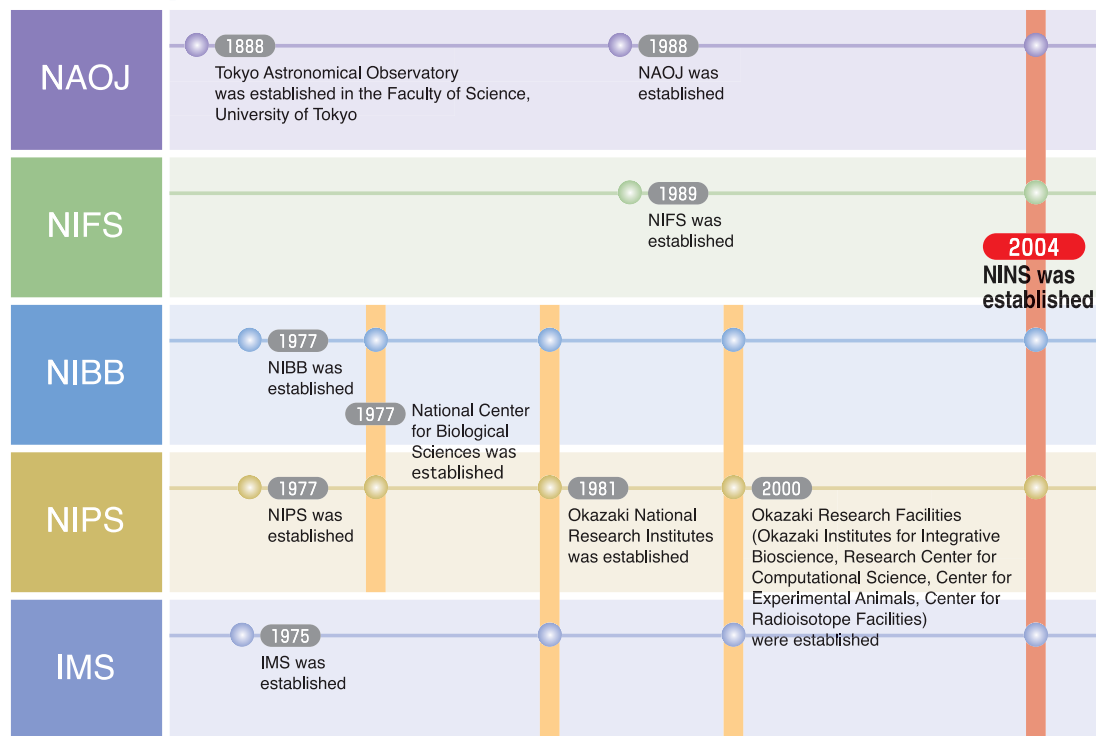 NAOJ
1888
Tokyo Astronomical Observatory
was established in the Faculty of Science,
University of Tokyo
1988
NAOJ was
established
NIFS
1989
NIFS was
established
2004
NINS was
established
NIBB
1977
NIBB was
established
1977
National Center
for Biological
Sciences was
established
NIPS
1977
NIPS was
established
1981
Okazaki National
Research Institutes
was established
2000
Okazaki Research Facilities
(Okazaki Institutes for Integrative
Bioscience, Research Center for
Computational Science, Center for
Experimental Animals, Center for
Radioisotope Facilities)
were established
IMS
1975
IMS was
established